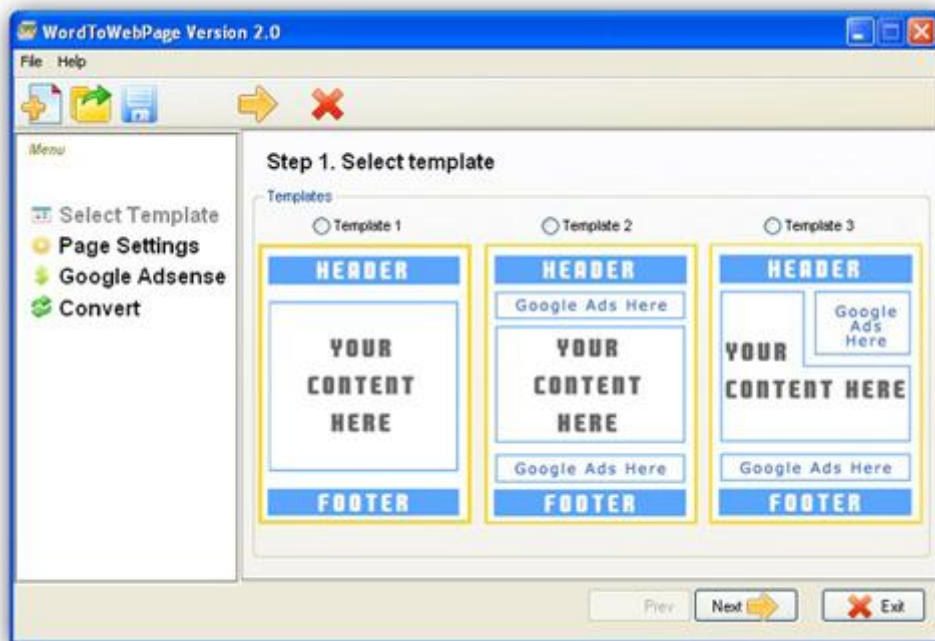 WordToWebPage Version 2.0
File Help
Menu
Select Template
Page Settings
Google Adsense
Convert
Step 1. Select template
Templates
Template 1
HEADER
YOUR
CONTENT
HERE
FOOTER
Template 2
HEADER
Google Ads Here
YOUR
CONTENT
HERE
Google Ads Here
FOOTER
Template 3
HEADER
Google
Ads
Here
YOUR
CONTENT HERE
Google Ads Here
FOOTER
Prev Next Exit